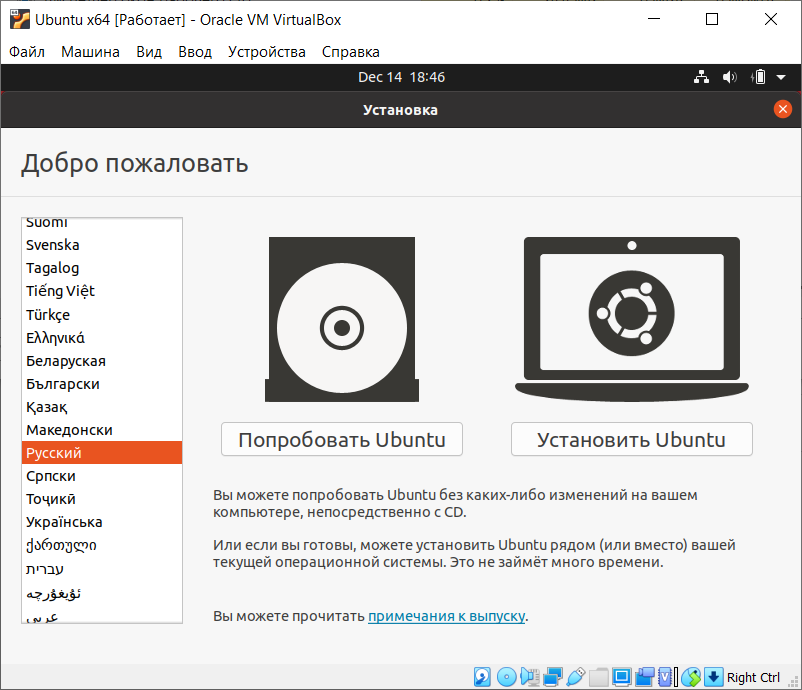 Ubuntu x64 [Работает] - Oracle VM VirtualBox
Файл Машина Вид Ввод Устройства Справка
Dec 14 18:46
Установка
Добро пожаловать
Suomi
Svenska
Tagalog
Tiếng Việt
Türkçe
Ελληνικά
Беларуская
Български
Қазақ
Македонски
Русский
Српски
Тоҷикӣ
Українська
ქართული
עברית
ئۇيغۇرچە
عربي
Попробовать Ubuntu
Установить Ubuntu
Вы можете попробовать Ubuntu без каких-либо изменений на вашем
компьютере, непосредственно с CD.
Или если вы готовы, можете установить Ubuntu рядом (или вместо) вашей
текущей операционной системы. Это не займёт много времени.
Вы можете прочитать примечания к выпуску.
Right Ctrl